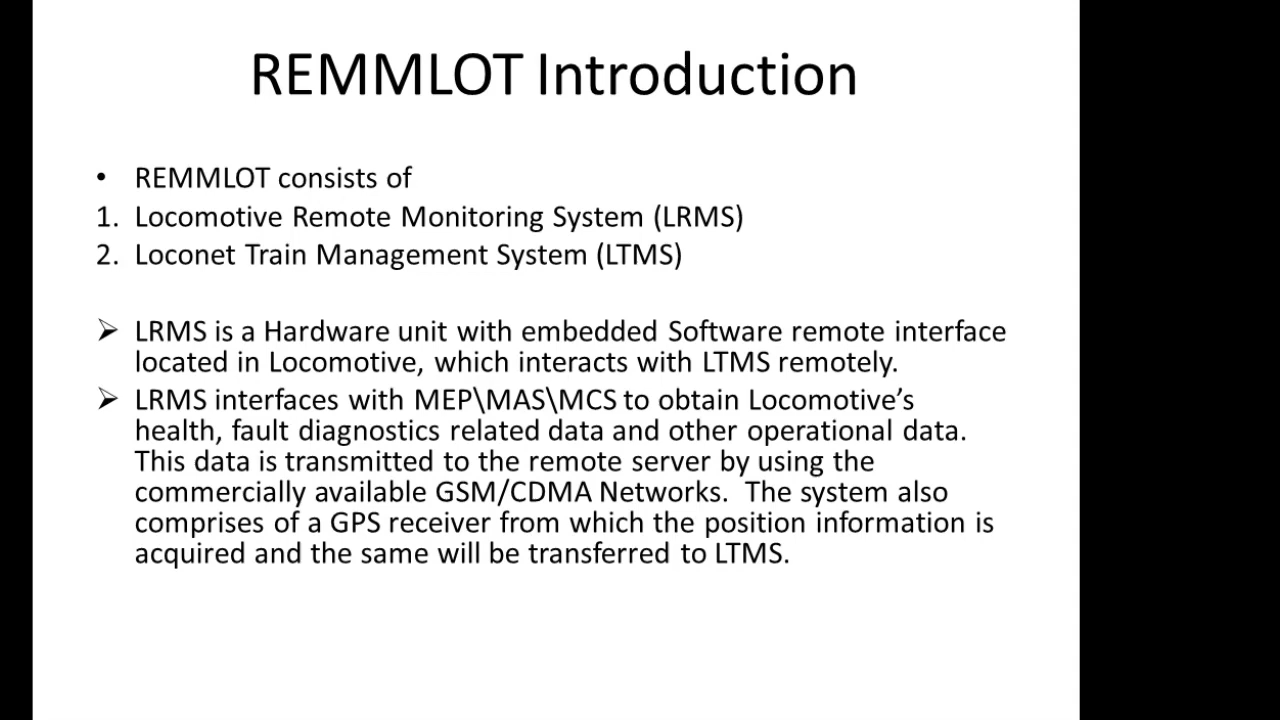 REMMLOT Introduction
• REMMLOT consists of
1. Locomotive Remote Monitoring System (LRMS)
2. Loconet Train Management System (LTMS)
➢ LRMS is a Hardware unit with embedded Software remote interface
located in Locomotive, which interacts with LTMS remotely.
➢ LRMS interfaces with MEP\MAS\MCS to obtain Locomotive’s
health, fault diagnostics related data and other operational data.
This data is transmitted to the remote server by using the
commercially available GSM/CDMA Networks.  The system also
comprises of a GPS receiver from which the position information is
acquired and the same will be transferred to LTMS.